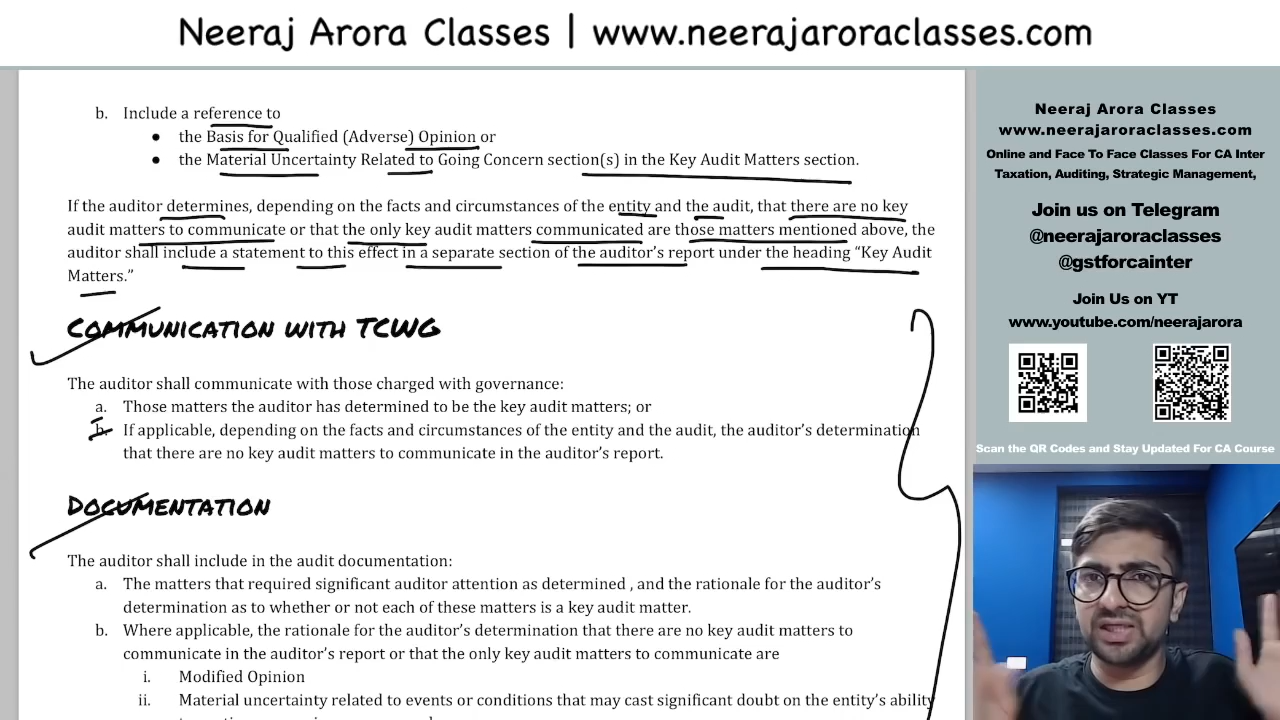 Neeraj Arora Classes | www.neerajaroraclasses.com
b. Include a reference to
● the Basis for Qualified (Adverse) Opinion or
● the Material Uncertainty Related to Going Concern section(s) in the Key Audit Matters section.
If the auditor determines, depending on the facts and circumstances of the entity and the audit, that there are no key
audit matters to communicate or that the only key audit matters communicated are those matters mentioned above, the
auditor shall include a statement to this effect in a separate section of the auditor’s report under the heading “Key Audit
Matters.”
Communication with TCWG
The auditor shall communicate with those charged with governance:
a. Those matters the auditor has determined to be the key audit matters; or
b. If applicable, depending on the facts and circumstances of the entity and the audit, the auditor’s determination
that there are no key audit matters to communicate in the auditor’s report.
Documentation
The auditor shall include in the audit documentation:
a. The matters that required significant auditor attention as determined , and the rationale for the auditor’s
determination as to whether or not each of these matters is a key audit matter.
b. Where applicable, the rationale for the auditor’s determination that there are no key audit matters to
communicate in the auditor’s report or that the only key audit matters to communicate are
i. Modified Opinion
ii. Material uncertainty related to events or conditions that may cast significant doubt on the entity’s ability
Neeraj Arora Classes
www.neerajaroraclasses.com
Online and Face To Face Classes For CA Inter
Taxation, Auditing, Strategic Management,
Join us on Telegram
@neerajaroraclasses
@gstforcainter
Join Us on YT
www.youtube.com/neerajarora
Scan the QR Codes and Stay Updated For CA Course